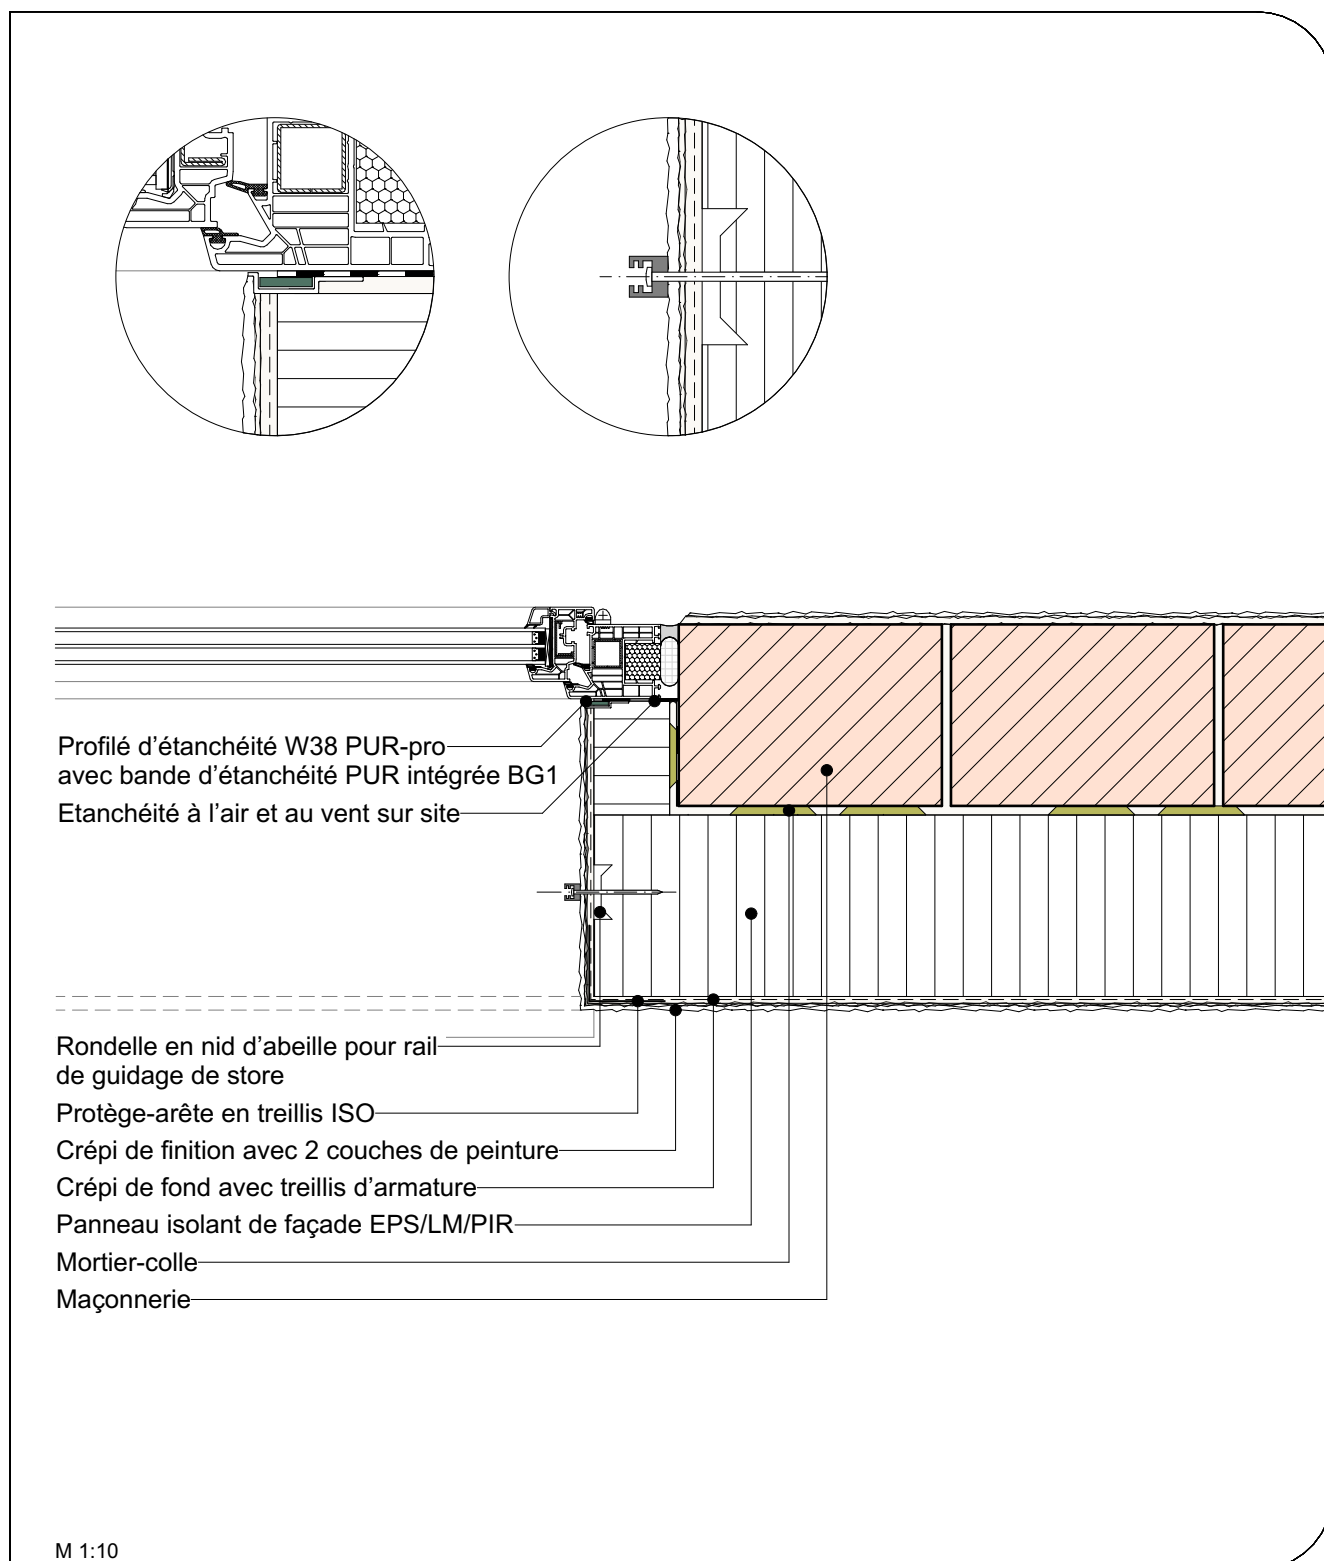 Profilé d’étanchéité W38 PUR-pro
avec bande d’étanchéité PUR intégrée BG1
Etanchéité à l’air et au vent sur site
Rondelle en nid d’abeille pour rail
de guidage de store
Protège-arête en treillis ISO
Crépi de finition avec 2 couches de peinture
Crépi de fond avec treillis d'armature
Panneau isolant de façade EPS/LM/PIR
Mortier-colle
Maçonnerie
M 1:10